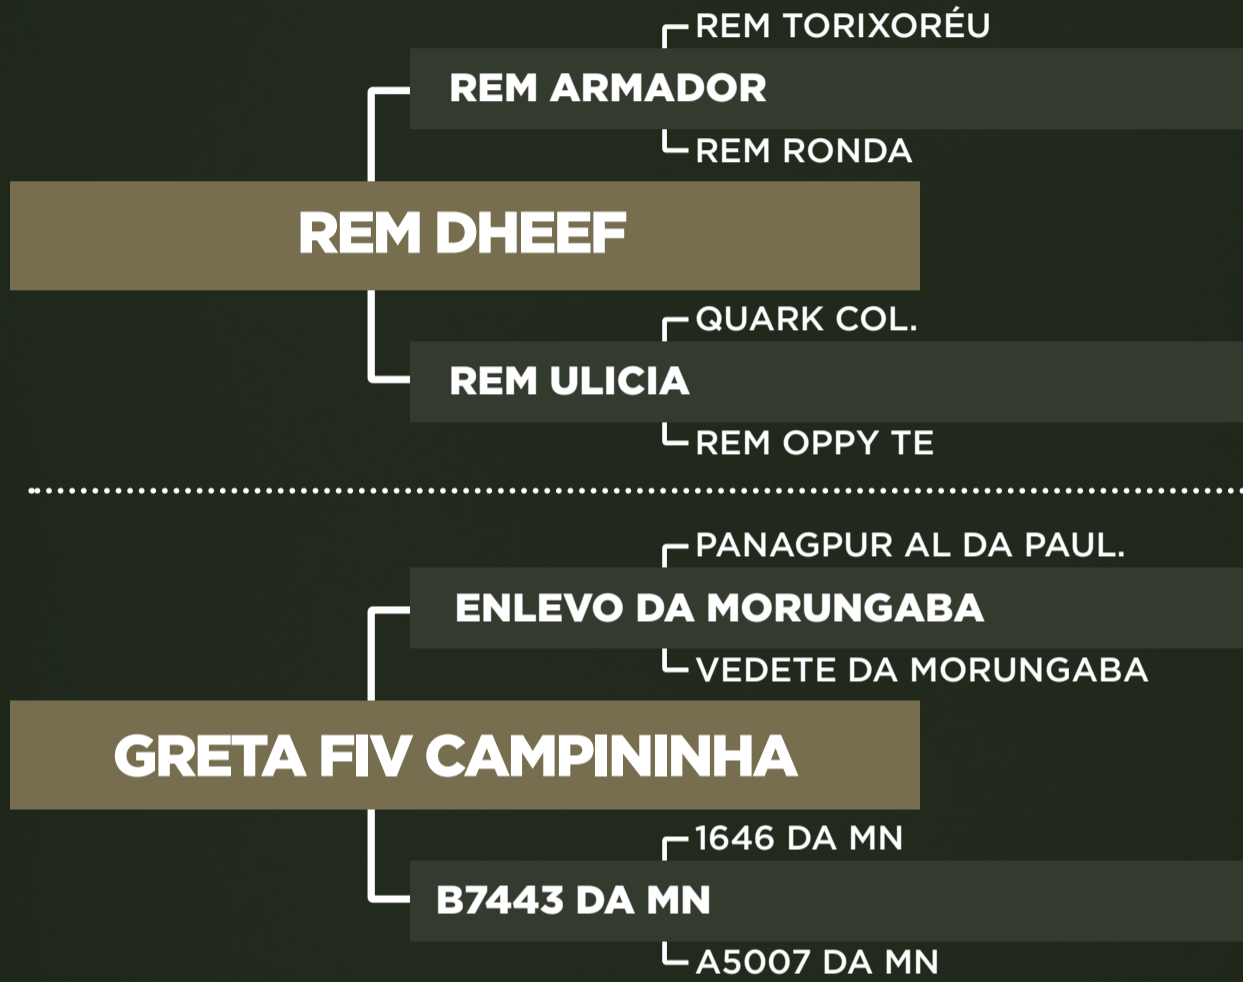 REM TORIXORÉU
REM ARMADOR
REM RONDA
REM DHEEF
QUARK COL.
REM ULICIA
REM OPPY TE
PANAGPUR AL DA PAUL.
ENLEVO DA MORUNGABA
VEDETE DA MORUNGABA
GRETA FIV CAMPININHA
1646 DA MN
B7443 DA MN
A5007 DA MN